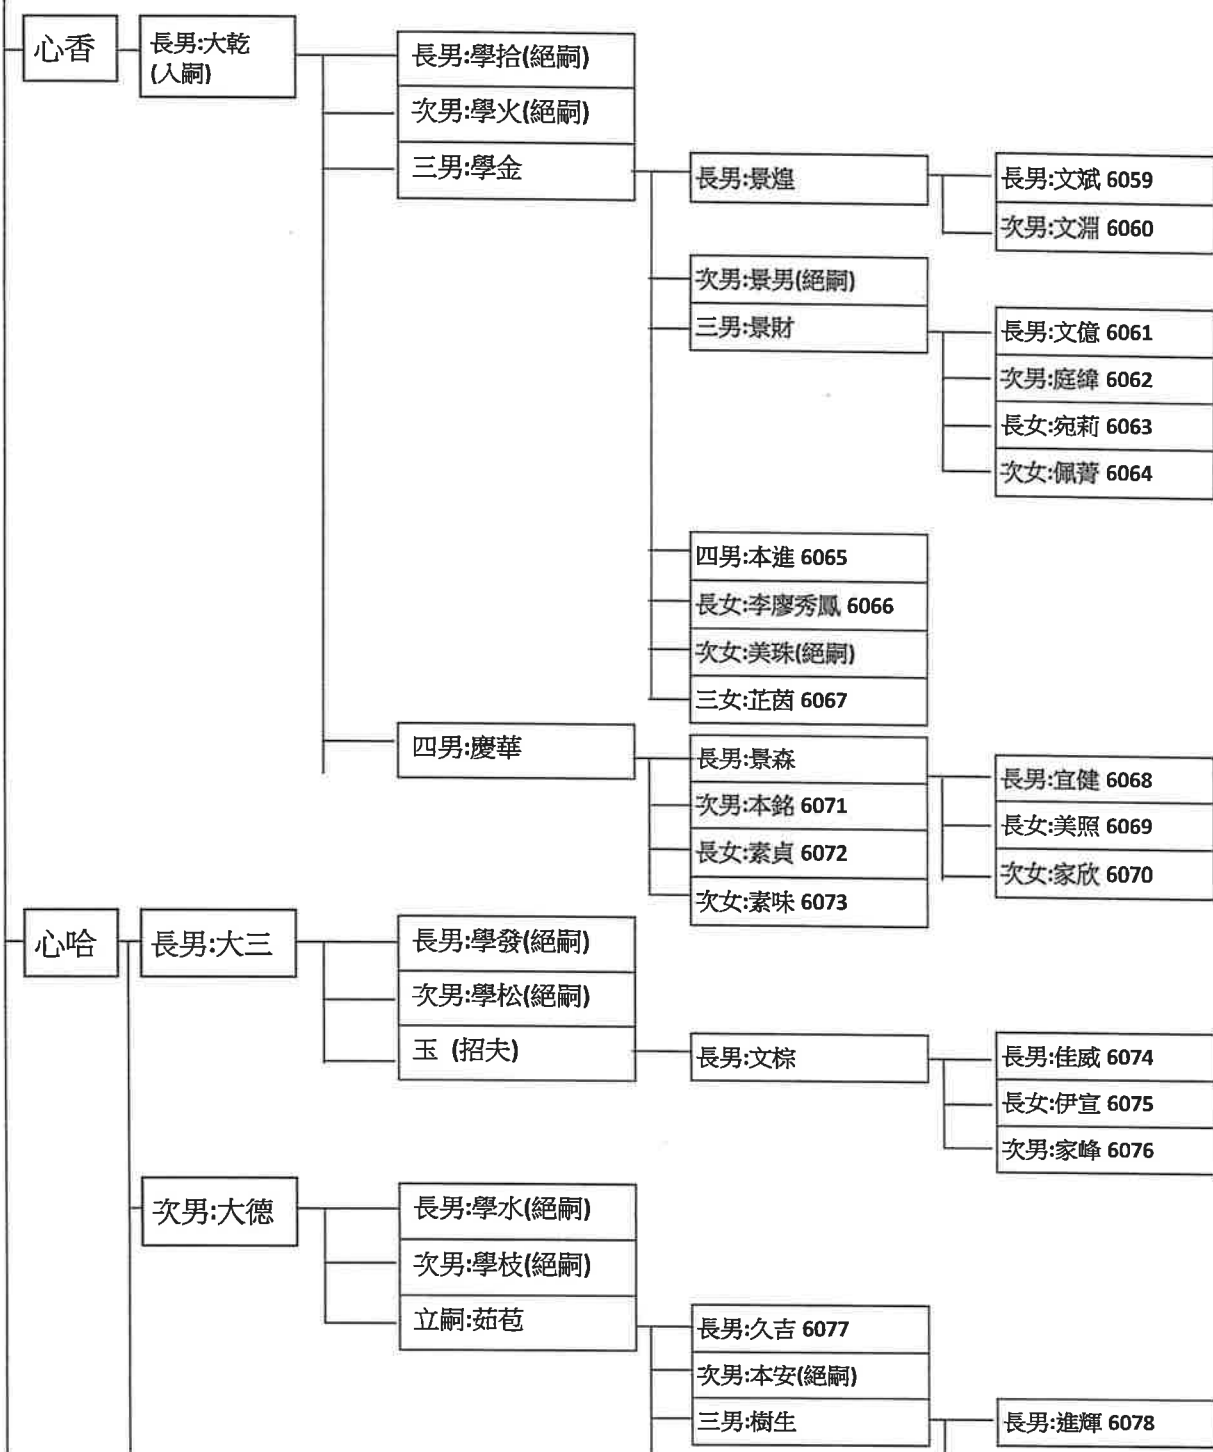 心香
長男:大乾
(入嗣)
長男:學拾(絕嗣)
次男:學火(絕嗣)
三男:學金
長男:景煌
長男:文斌 6059
次男:文淵 6060
次男:景男(絕嗣)
三男:景財
長男:文億 6061
次男:庭緯 6062
長女:宛莉 6063
次女:佩菁 6064
四男:本進 6065
長女:李廖秀鳳 6066
次女:美珠(絕嗣)
三女:芷茵 6067
四男:慶華
長男:景森
次男:本銘 6071
長女:素貞 6072
次女:素味 6073
長男:宜健 6068
長女:美照 6069
次女:家欣 6070
心哈
長男:大三
長男:學發(絕嗣)
次男:學松(絕嗣)
玉 (招夫)
長男:文棕
長男:佳威 6074
長女:伊宣 6075
次男:家峰 6076
次男:大德
長男:學水(絕嗣)
次男:學枝(絕嗣)
立嗣:茹苞
長男:久吉 6077
次男:本安(絕嗣)
三男:樹生
長男:進輝 6078